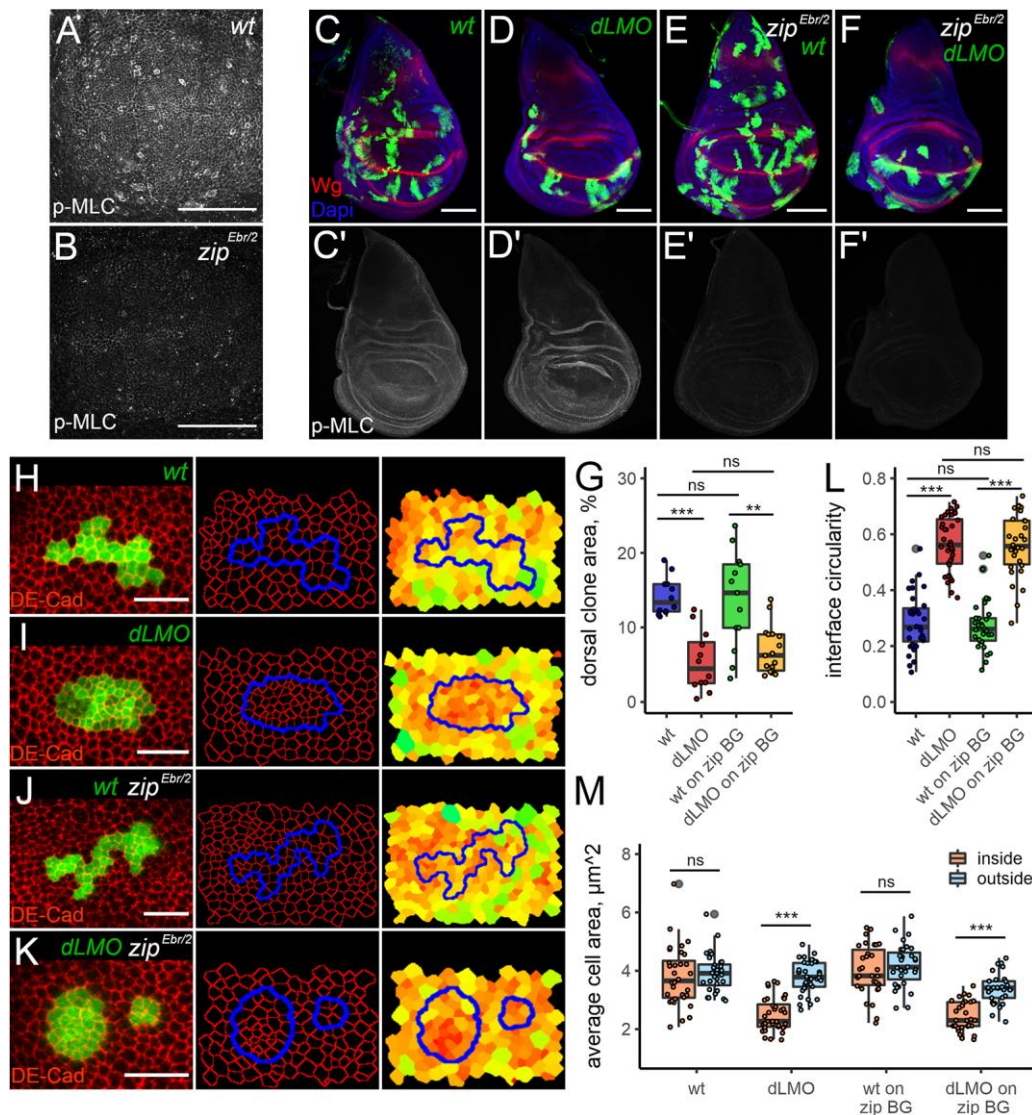 A
wt
p-MLC
B
zip Ebr/2
p-MLC
C
wt
Wg
Dapi
D
dLMO
E
zip Ebr/2
wt
F
zip Ebr/2
dLMO
C'
p-MLC
D'
E'
F'
G
dorsal clone area, %
30
20
10
0
ns
ns
***
**
wt
dLMO
wt on zip BG
dLMO on zip BG
L
interface circularity
0.6
0.4
0.2
0.0
ns
ns
***
***
wt
dLMO
wt on zip BG
dLMO on zip BG
H
wt
DE-Cad
I
dLMO
DE-Cad
J
wt zip Ebr/2
DE-Cad
K
dLMO zip Ebr/2
DE-Cad
M
average cell area, µm^2
8
6
4
2
ns
***
ns
***
inside
outside
wt
dLMO
wt on
zip BG
dLMO on
zip BG